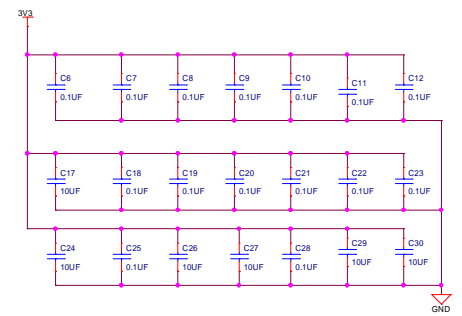 3V3
C6 C7 C8 C9 C10 C11 C12
0.1UF 0.1UF 0.1UF 0.1UF 0.1UF 0.1UF 0.1UF
C17 C18 C19 C20 C21 C22 C23
10UF 0.1UF 0.1UF 0.1UF 0.1UF 0.1UF 0.1UF
C24 C25 C26 C27 C28 C29 C30
10UF 0.1UF 10UF 10UF 0.1UF 10UF 10UF
GND